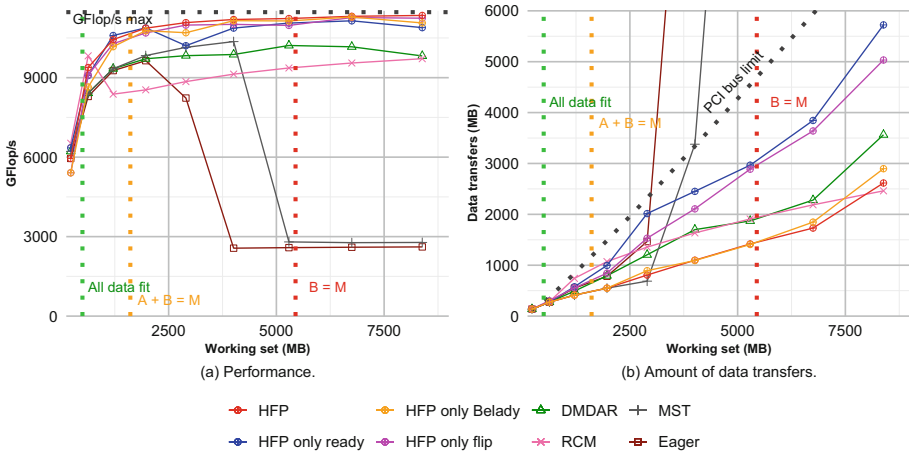 GFlop/s max
9000
6000
3000
0
GFlop/s
All data fit
A + B = M
B = M
2500
5000
7500
Working set (MB)
(a) Performance.
6000
5000
4000
3000
2000
1000
0
Data transfers (MB)
All data fit
A + B = M
PCI bus limit
B = M
2500
5000
7500
Working set (MB)
(b) Amount of data transfers.
HFP
HFP only Belady
DMDAR
MST
HFP only ready
HFP only flip
RCM
Eager